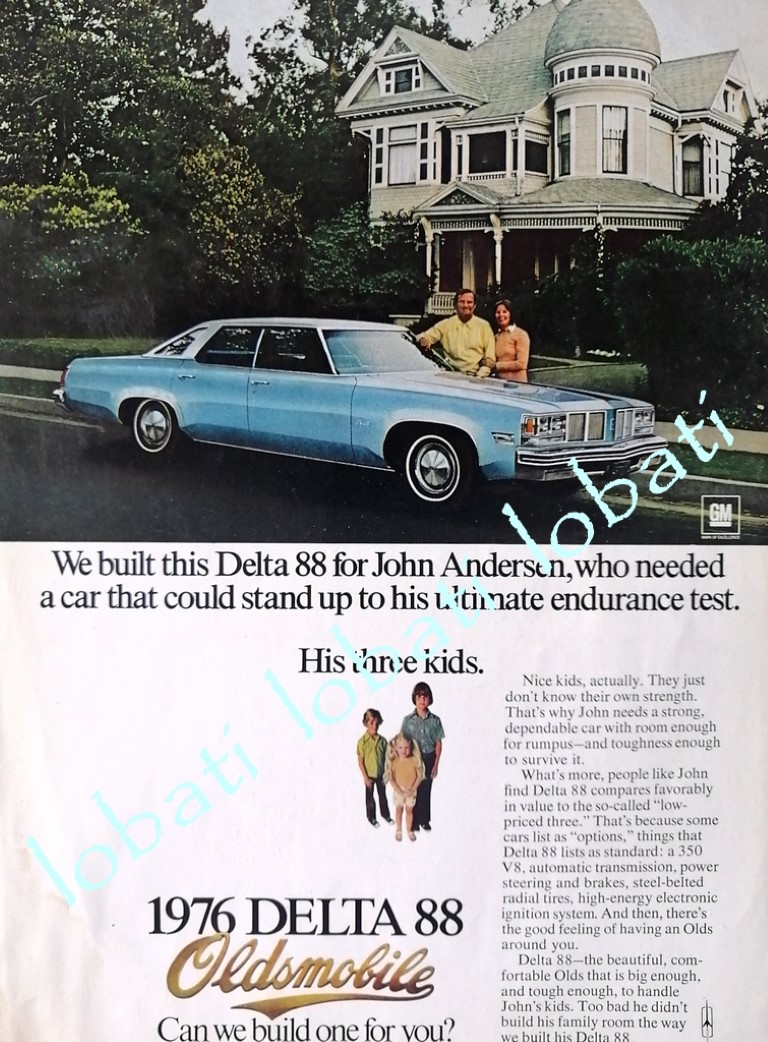 GM
MARK OF EXCELLENCE
We built this Delta 88 for John Andersen, who needed
a car that could stand up to his ultimate endurance test.
His three kids.
Nice kids, actually. They just
don't know their own strength.
That's why John needs a strong,
dependable car with room enough
for rumpus—and toughness enough
to survive it.
What's more, people like John
find Delta 88 compares favorably
in value to the so-called "low-
priced three." That's because some
cars list as "options," things that
Delta 88 lists as standard: a 350
V8, automatic transmission, power
steering and brakes, steel-belted
radial tires, high-energy electronic
ignition system. And then, there's
the good feeling of having an Olds
around you.
Delta 88—the beautiful, com-
fortable Olds that is big enough,
and tough enough, to handle
John's kids. Too bad he didn't
build his family room the way
we built his Delta 88.
1976 DELTA 88
Oldsmobile
Can we build one for you?
lobatí lobatí lobatí